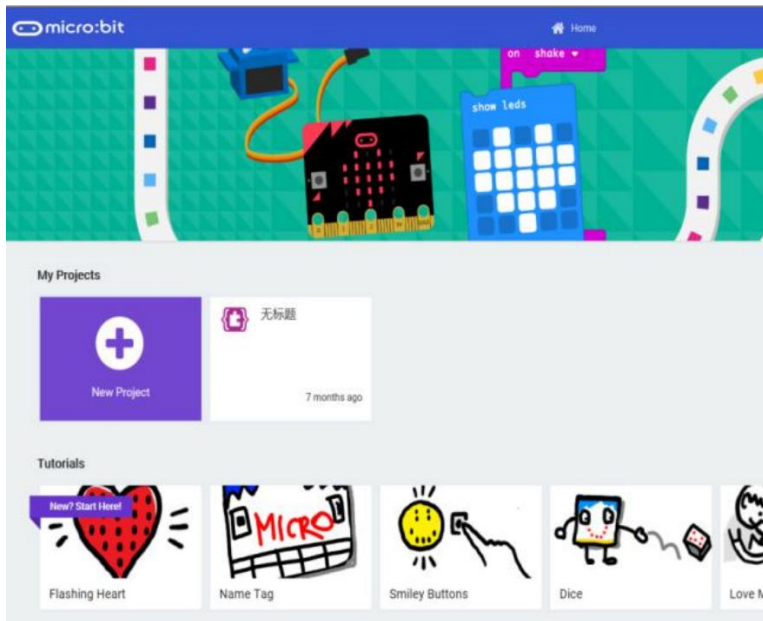 micro:bit
Home
on shake
show leds
My Projects
New Project
无标题
7 months ago
Tutorials
New? Start Here!
MICRO
Flashing Heart
Name Tag
Smiley Buttons
Dice
Love M